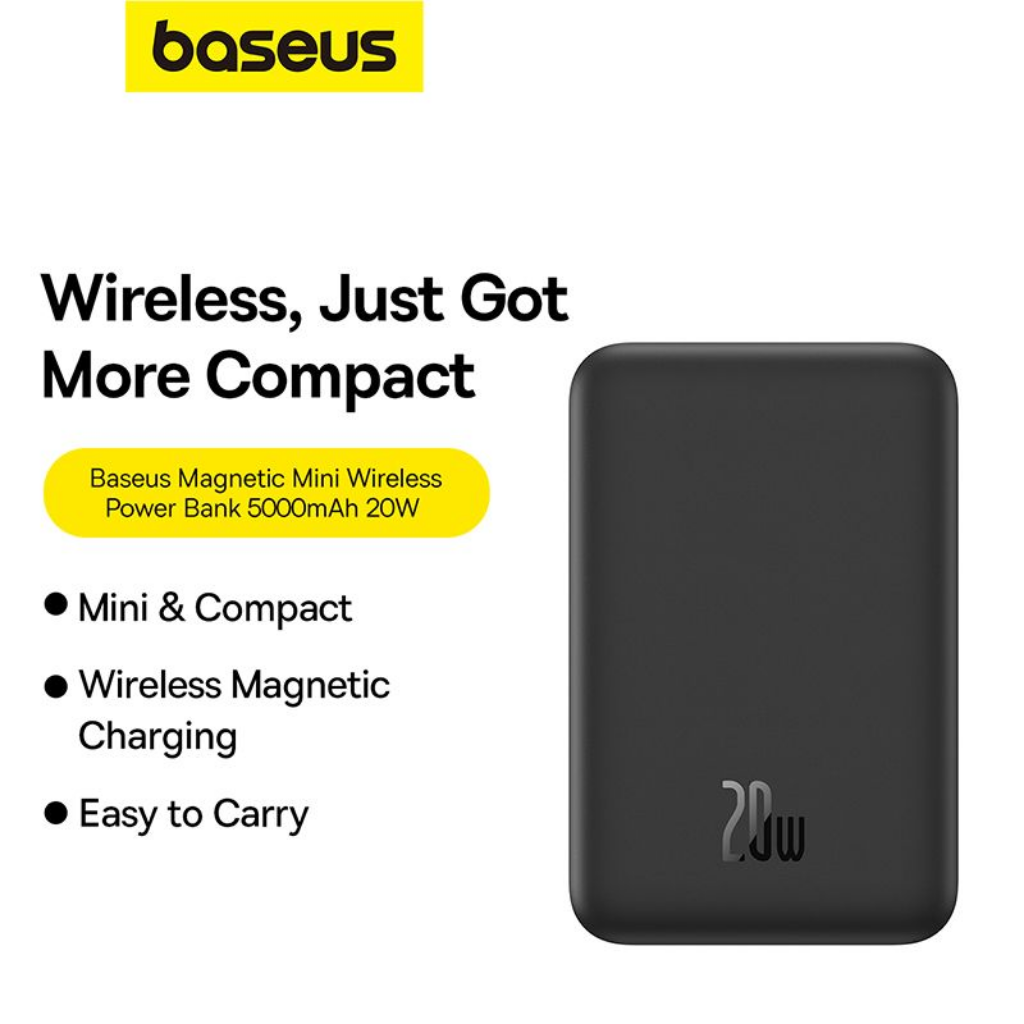 baseus
Wireless, Just Got
More Compact
Baseus Magnetic Mini Wireless
Power Bank 5000mAh 20W
● Mini & Compact
● Wireless Magnetic
Charging
● Easy to Carry
20W